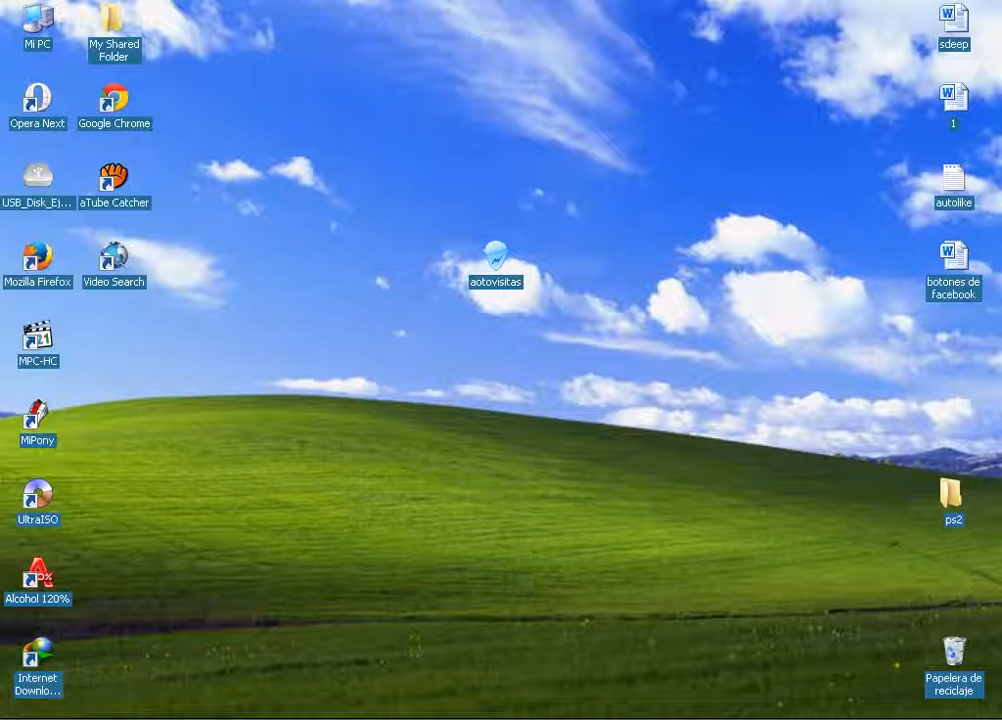 Mi PC
My Shared
Folder
sdeep
Opera Next
Google Chrome
1
USB_Disk_Ej...
aTube Catcher
autolike
Mozilla Firefox
Video Search
aotovisitas
botones de
facebook
MPC-HC
MiPony
UltraISO
ps2
Alcohol 120%
Internet
Downlo...
Papelera de
reciclaje